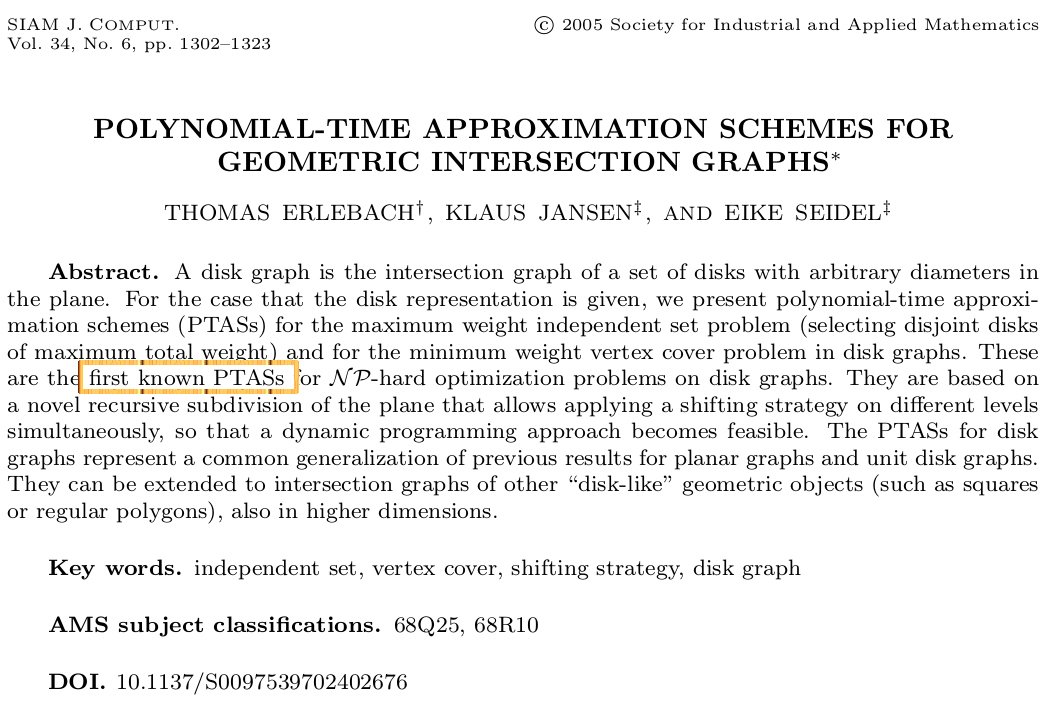 SIAM J. COMPUT.
Vol. 34, No. 6, pp. 1302–1323
© 2005 Society for Industrial and Applied Mathematics
POLYNOMIAL-TIME APPROXIMATION SCHEMES FOR
GEOMETRIC INTERSECTION GRAPHS*
THOMAS ERLEBACH†, KLAUS JANSEN‡, AND EIKE SEIDEL‡
Abstract. A disk graph is the intersection graph of a set of disks with arbitrary diameters in
the plane. For the case that the disk representation is given, we present polynomial-time approxi-
mation schemes (PTASs) for the maximum weight independent set problem (selecting disjoint disks
of maximum total weight) and for the minimum weight vertex cover problem in disk graphs. These
are the first known PTASs for NP-hard optimization problems on disk graphs. They are based on
a novel recursive subdivision of the plane that allows applying a shifting strategy on different levels
simultaneously, so that a dynamic programming approach becomes feasible. The PTASs for disk
graphs represent a common generalization of previous results for planar graphs and unit disk graphs.
They can be extended to intersection graphs of other “disk-like” geometric objects (such as squares
or regular polygons), also in higher dimensions.
Key words. independent set, vertex cover, shifting strategy, disk graph
AMS subject classifications. 68Q25, 68R10
DOI. 10.1137/S0097539702402676